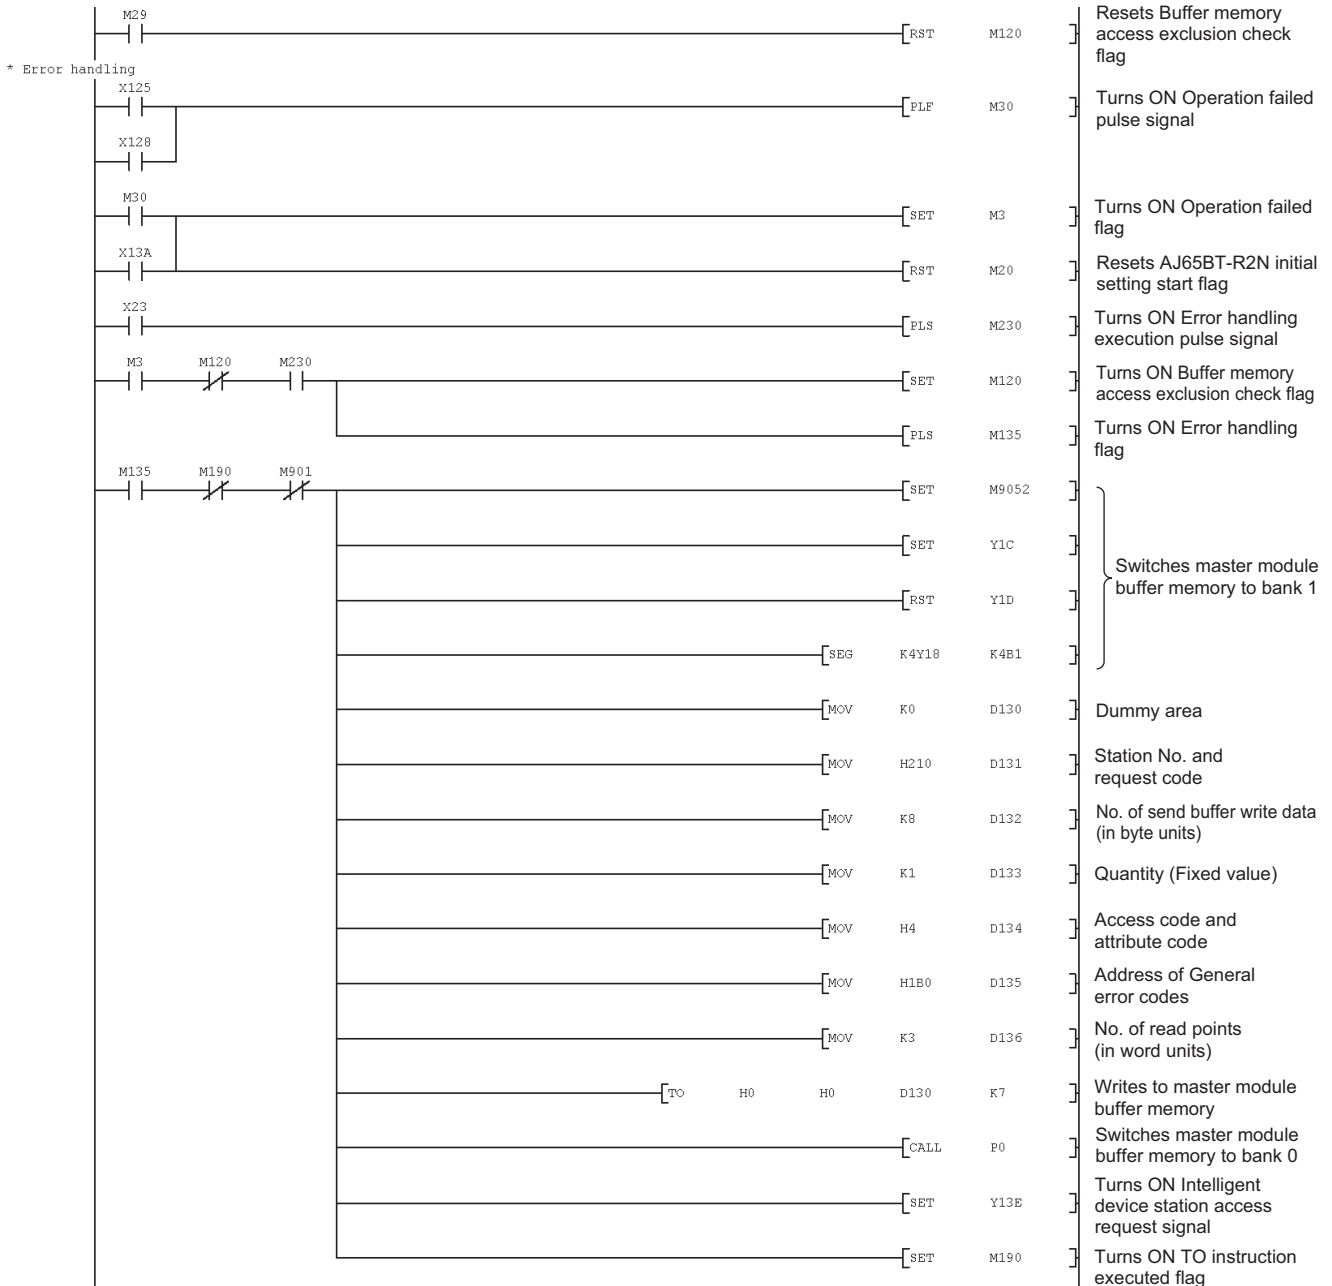 M29
RST M120
Resets Buffer memory
access exclusion check
flag
* Error handling
X125
PLF M30
Turns ON Operation failed
pulse signal
X128
M30
SET M3
Turns ON Operation failed
flag
X13A
RST M20
Resets AJ65BT-R2N initial
setting start flag
X23
PLS M230
Turns ON Error handling
execution pulse signal
M3 M120 M230
SET M120
Turns ON Buffer memory
access exclusion check flag
PLS M135
Turns ON Error handling
flag
M135 M190 M901
SET M9052
SET Y1C
Switches master module
buffer memory to bank 1
RST Y1D
SEG K4Y18 K4B1
MOV K0 D130
Dummy area
MOV H210 D131
Station No. and
request code
MOV K8 D132
No. of send buffer write data
(in byte units)
MOV K1 D133
Quantity (Fixed value)
MOV H4 D134
Access code and
attribute code
MOV H1B0 D135
Address of General
error codes
MOV K3 D136
No. of read points
(in word units)
TO H0 H0 D130 K7
Writes to master module
buffer memory
CALL P0
Switches master module
buffer memory to bank 0
SET Y13E
Turns ON Intelligent
device station access
request signal
SET M190
Turns ON TO instruction
executed flag